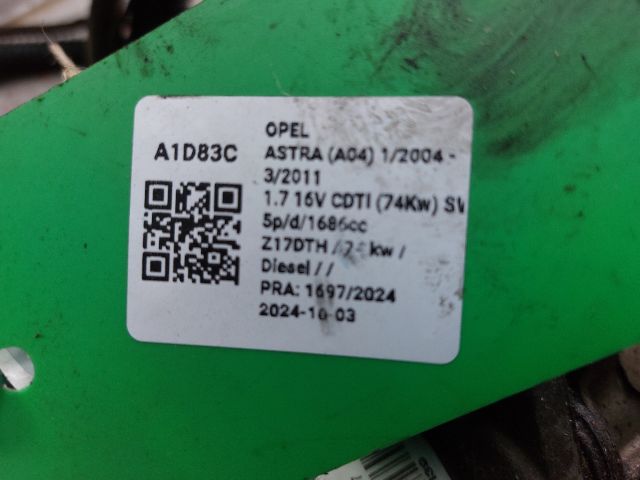 A1D83C
OPEL
ASTRA (A04) 1/2004 -
3/2011
1.7 16V CDTI (74Kw) SW
5p/d/1686cc
Z17DTH / kw /
Diesel / /
PRA: 1697/2024
2024-10-03